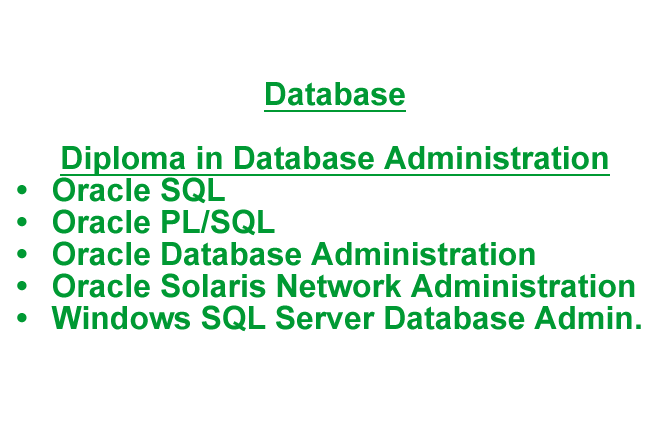 Database
Diploma in Database Administration
• Oracle SQL
• Oracle PL/SQL
• Oracle Database Administration
• Oracle Solaris Network Administration
• Windows SQL Server Database Admin.